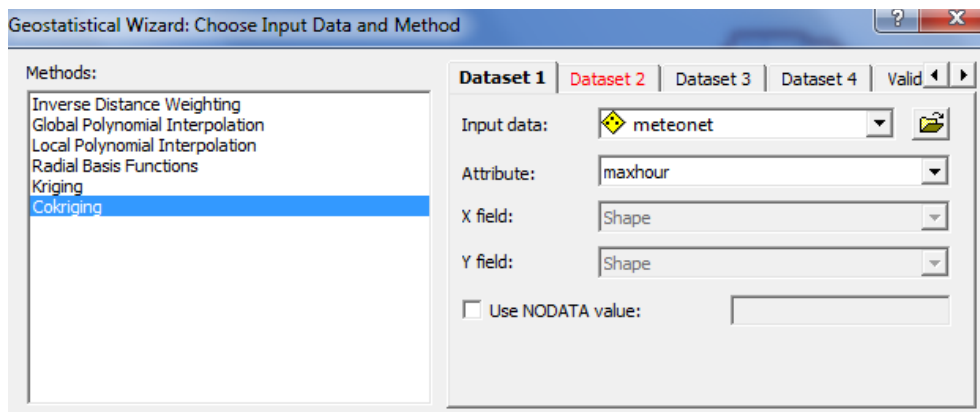 Geostatistical Wizard: Choose Input Data and Method
Methods:
Inverse Distance Weighting
Global Polynomial Interpolation
Local Polynomial Interpolation
Radial Basis Functions
Kriging
Cokriging
Dataset 1 Dataset 2 Dataset 3 Dataset 4 Valid
Input data: meteonet
Attribute: maxhour
X field: Shape
Y field: Shape
Use NODATA value: